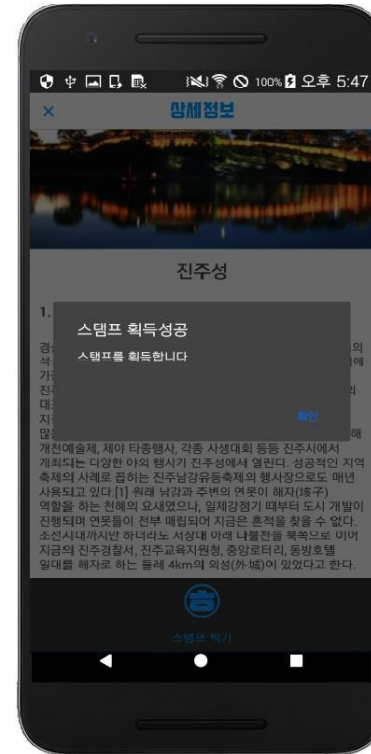 100% 오후 5:47
상세정보
진주성
1.
스탬프 획득성공
스탬프를 획득합니다
확인
개천예술제, 제야 타종행사, 각종 사생대회 등등 진주시에서
개최되는 다양한 야외 행사가 진주성에서 열린다. 성공적인 지역
축제의 사례로 꼽히는 진주남강유등축제의 행사장으로도 매년
사용되고 있다.[1] 원래 남강과 주변의 연못이 해자(垓子)
역할을 하는 천혜의 요새였으나, 일제강점기 때부터 도시 개발이
진행되며 연못들이 전부 매립되어 지금은 흔적을 찾을 수 없다.
조선시대까지만 하더라도 서장대 아래 나불천을 북쪽으로 이어
지금의 진주경찰서, 진주교육지원청, 중앙로터리, 동방호텔
일대를 해자로 하는 둘레 4km의 외성(外城)이 있었다고 한다.
스탬프 찍기